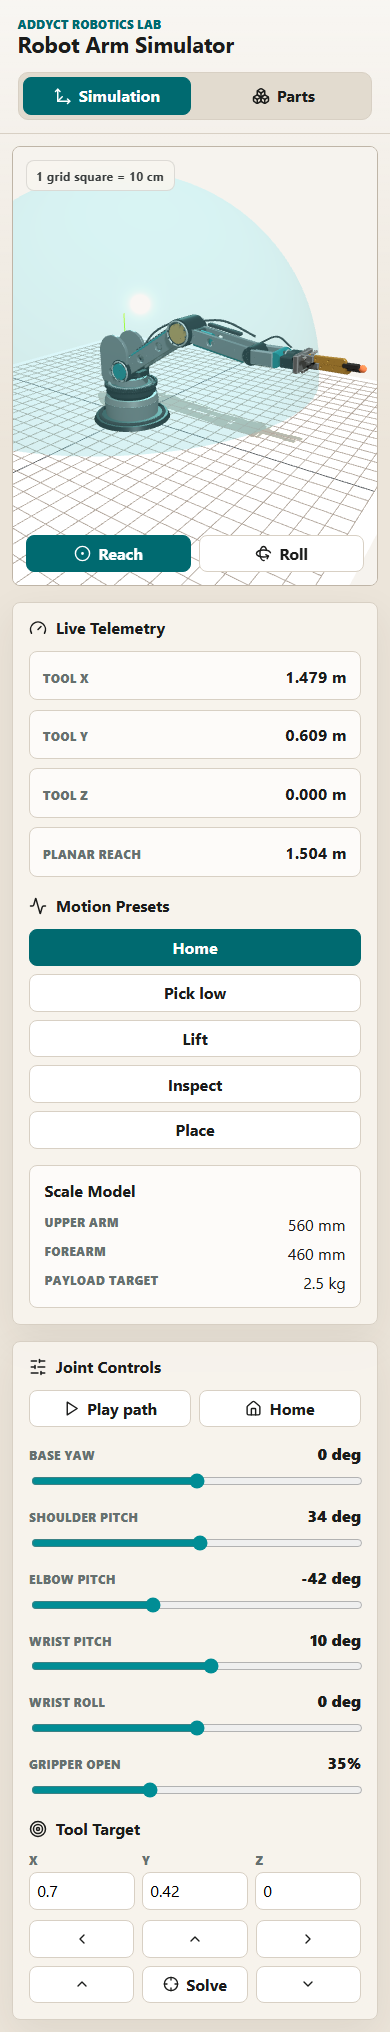 ADDYCT ROBOTICS LAB
Robot Arm Simulator
Simulation Parts
1 grid square = 10 cm
Reach Roll
Live Telemetry
TOOL X 1.479 m
TOOL Y 0.609 m
TOOL Z 0.000 m
PLANAR REACH 1.504 m
Motion Presets
Home
Pick low
Lift
Inspect
Place
Scale Model
UPPER ARM 560 mm
FOREARM 460 mm
PAYLOAD TARGET 2.5 kg
Joint Controls
Play path Home
BASE YAW 0 deg
SHOULDER PITCH 34 deg
ELBOW PITCH -42 deg
WRIST PITCH 10 deg
WRIST ROLL 0 deg
GRIPPER OPEN 35%
Tool Target
X Y Z
0.7 0.42 0
Solve